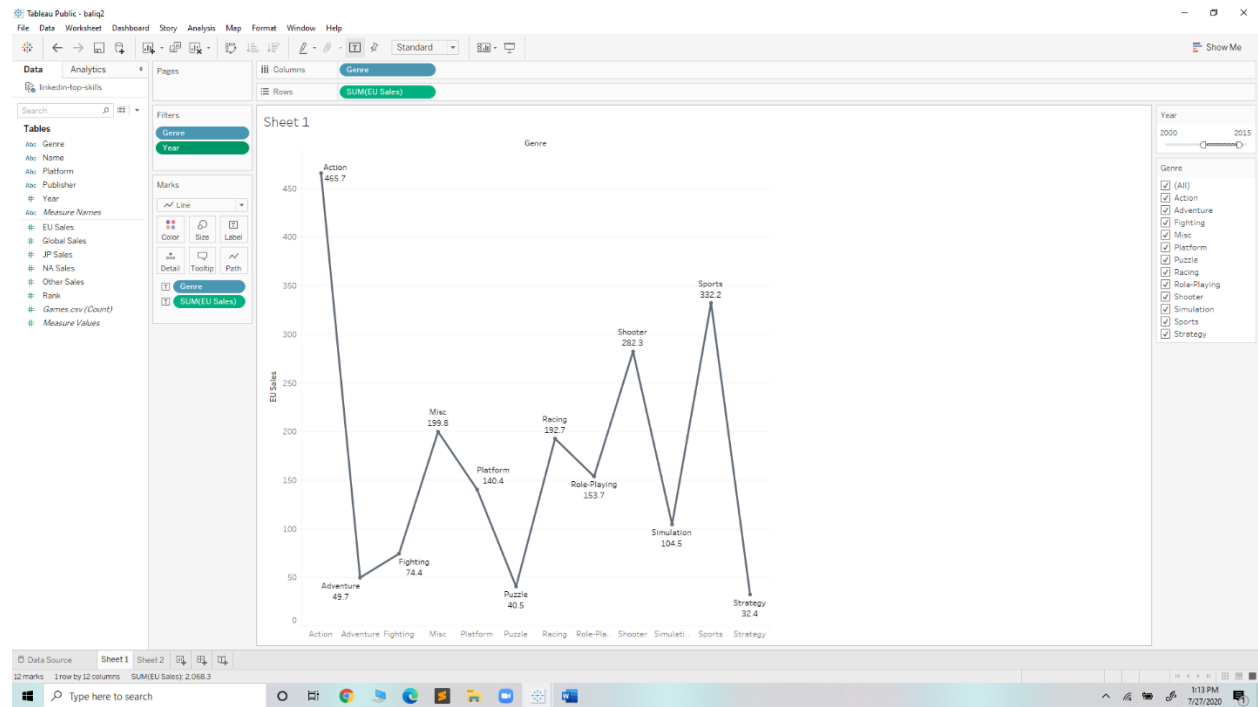 Tableau Public - baliq2
File Data Worksheet Dashboard Story Analysis Map Format Window Help
Standard
Show Me
Data Analytics
linkedin-top-skills
Search
Tables
Abc Genre
Abc Name
Abc Platform
Abc Publisher
# Year
Abc Measure Names
# EU Sales
# Global Sales
# JP Sales
# NA Sales
# Other Sales
# Rank
# Games.csv (Count)
# Measure Values
Pages
Filters
Genre
Year
Marks
Line
Color Size Label
Detail Tooltip Path
Genre
SUM(EU Sales)
Columns Genre
Rows SUM(EU Sales)
Sheet 1
Genre
EU Sales
450
400
350
300
250
200
150
100
50
0
Action
465.7
Adventure
49.7
Fighting
74.4
Misc
199.8
Platform
140.4
Puzzle
40.5
Racing
192.7
Role-Playing
153.7
Shooter
282.3
Simulation
104.5
Sports
332.2
Strategy
32.4
Action Adventure Fighting Misc Platform Puzzle Racing Role-Pla.. Shooter Simulati.. Sports Strategy
Year
2000 2015
Genre
(All)
Action
Adventure
Fighting
Misc
Platform
Puzzle
Racing
Role-Playing
Shooter
Simulation
Sports
Strategy
Data Source Sheet 1 Sheet 2
12 marks 1 row by 12 columns SUM(EU Sales): 2,068.3
Type here to search
1:13 PM
7/27/2020